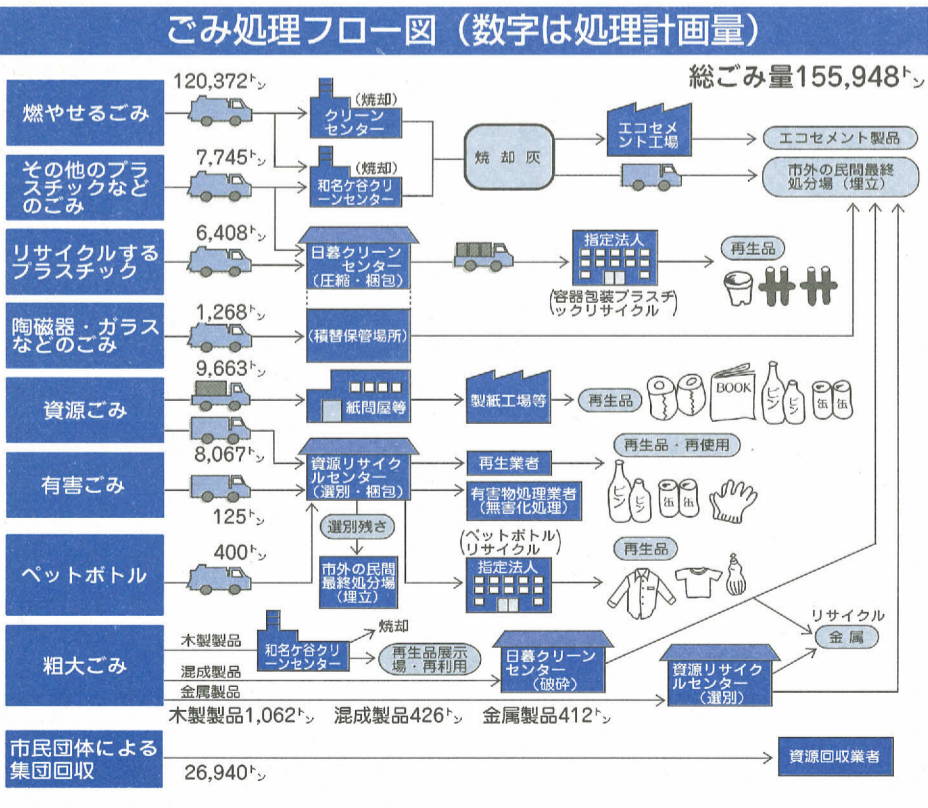 ごみ処理フロー図（数字は処理計画量）
総ごみ量155,948トン
燃やせるごみ
120,372トン
(焼却)
クリーン
センター
その他のプラ
スチックなど
のごみ
7,745トン
(焼却)
和名ケ谷クリ
ーンセンター
焼却灰
エコセメ
ント工場
エコセメント製品
市外の民間最終
処分場（埋立）
リサイクルする
プラスチック
6,408トン
日暮クリーン
センター
(圧縮・梱包)
指定法人
(容器包装プラスチ
ックリサイクル)
再生品
陶磁器・ガラス
などのごみ
1,268トン
(積替保管場所)
資源ごみ
9,663トン
紙問屋等
製紙工場等
再生品
BOOK
ビン
ビン
缶
缶
8,067トン
資源リサイク
ルセンター
(選別・梱包)
再生業者
再生品・再使用
ビン
ビン
缶
缶
有害ごみ
125トン
有害物処理業者
(無害化処理)
選別残さ
市外の民間
最終処分場
(埋立)
ペットボトル
400トン
(ペットボトル
リサイクル)
指定法人
再生品
粗大ごみ
木製製品
和名ケ谷クリ
ーンセンター
焼却
再生品展示
場・再利用
混成製品
日暮クリーン
センター
(破砕)
金属製品
資源リサイク
ルセンター
(選別)
リサイクル
金属
木製製品1,062トン 混成製品426トン 金属製品412トン
市民団体による
集団回収
26,940トン
資源回収業者